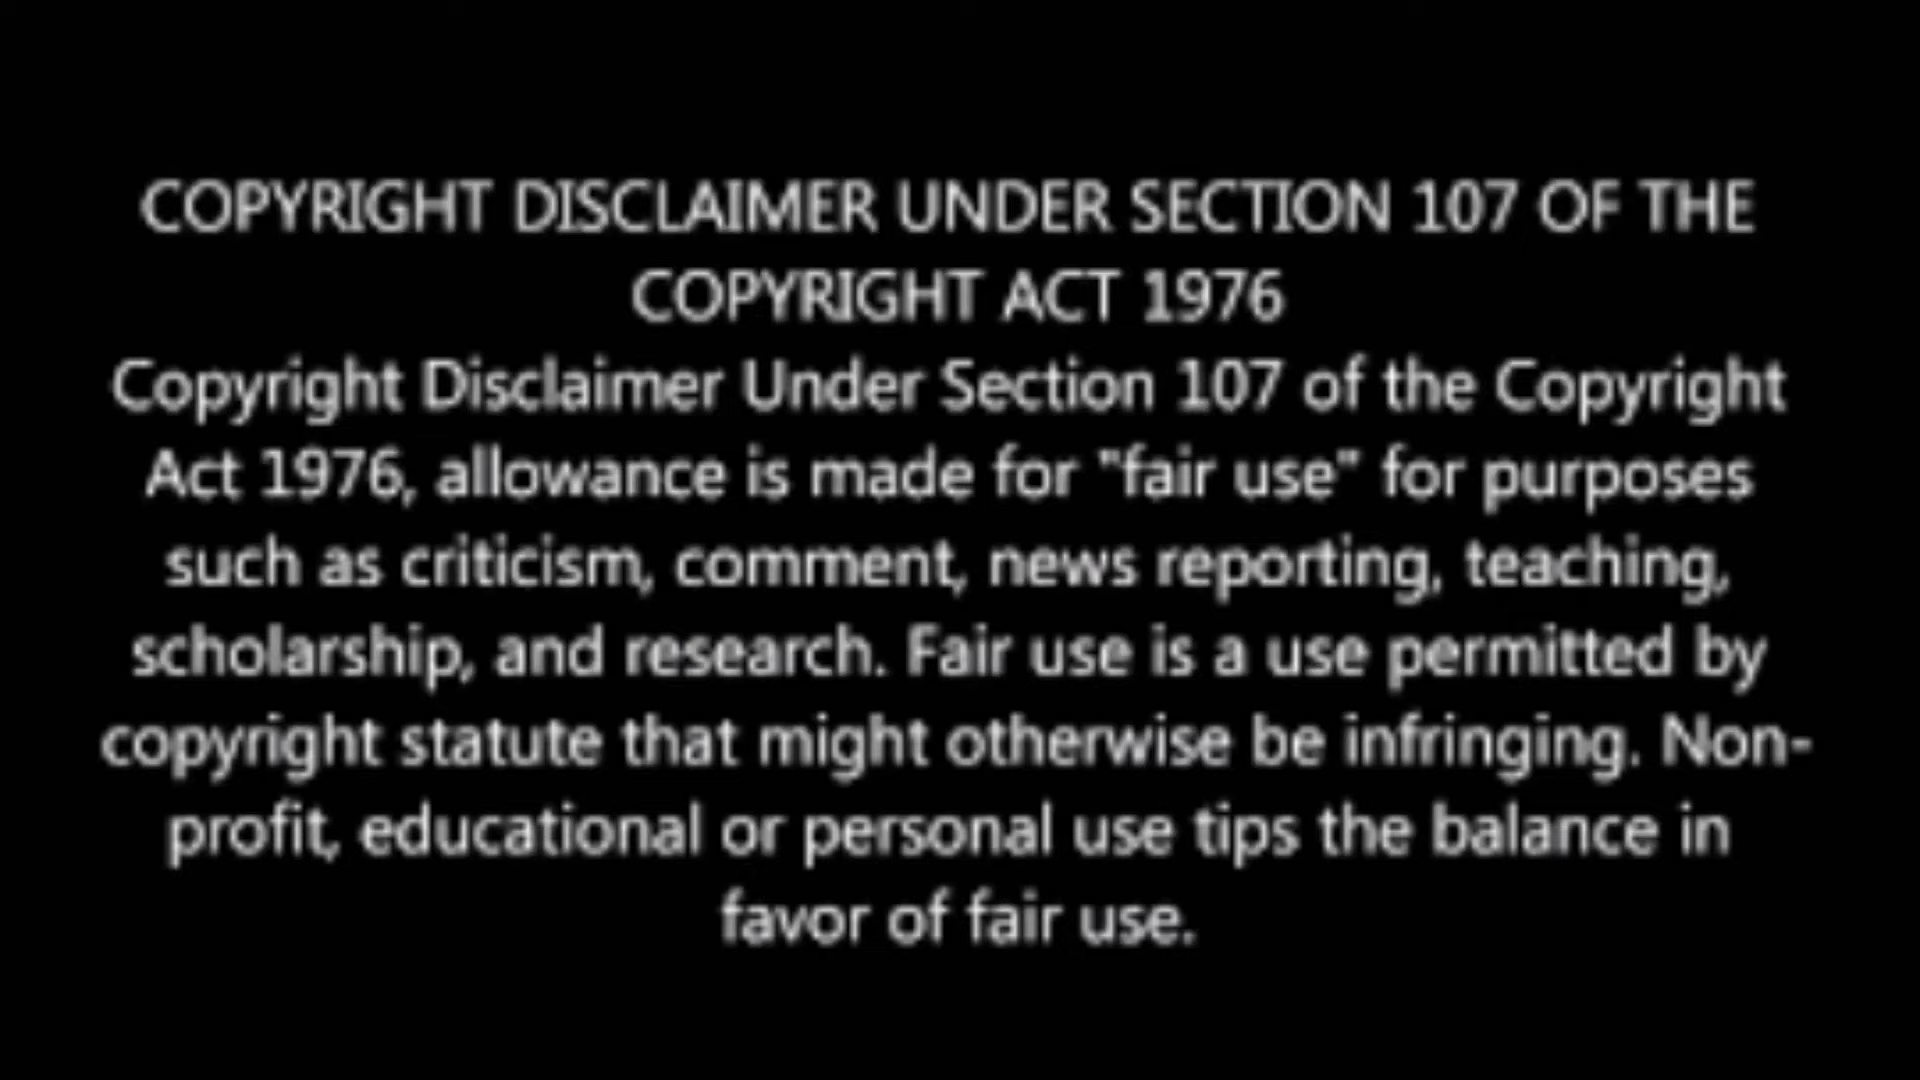 COPYRIGHT DISCLAIMER UNDER SECTION 107 OF THE
COPYRIGHT ACT 1976
Copyright Disclaimer Under Section 107 of the Copyright
Act 1976, allowance is made for "fair use" for purposes
such as criticism, comment, news reporting, teaching,
scholarship, and research. Fair use is a use permitted by
copyright statute that might otherwise be infringing. Non-
profit, educational or personal use tips the balance in
favor of fair use.